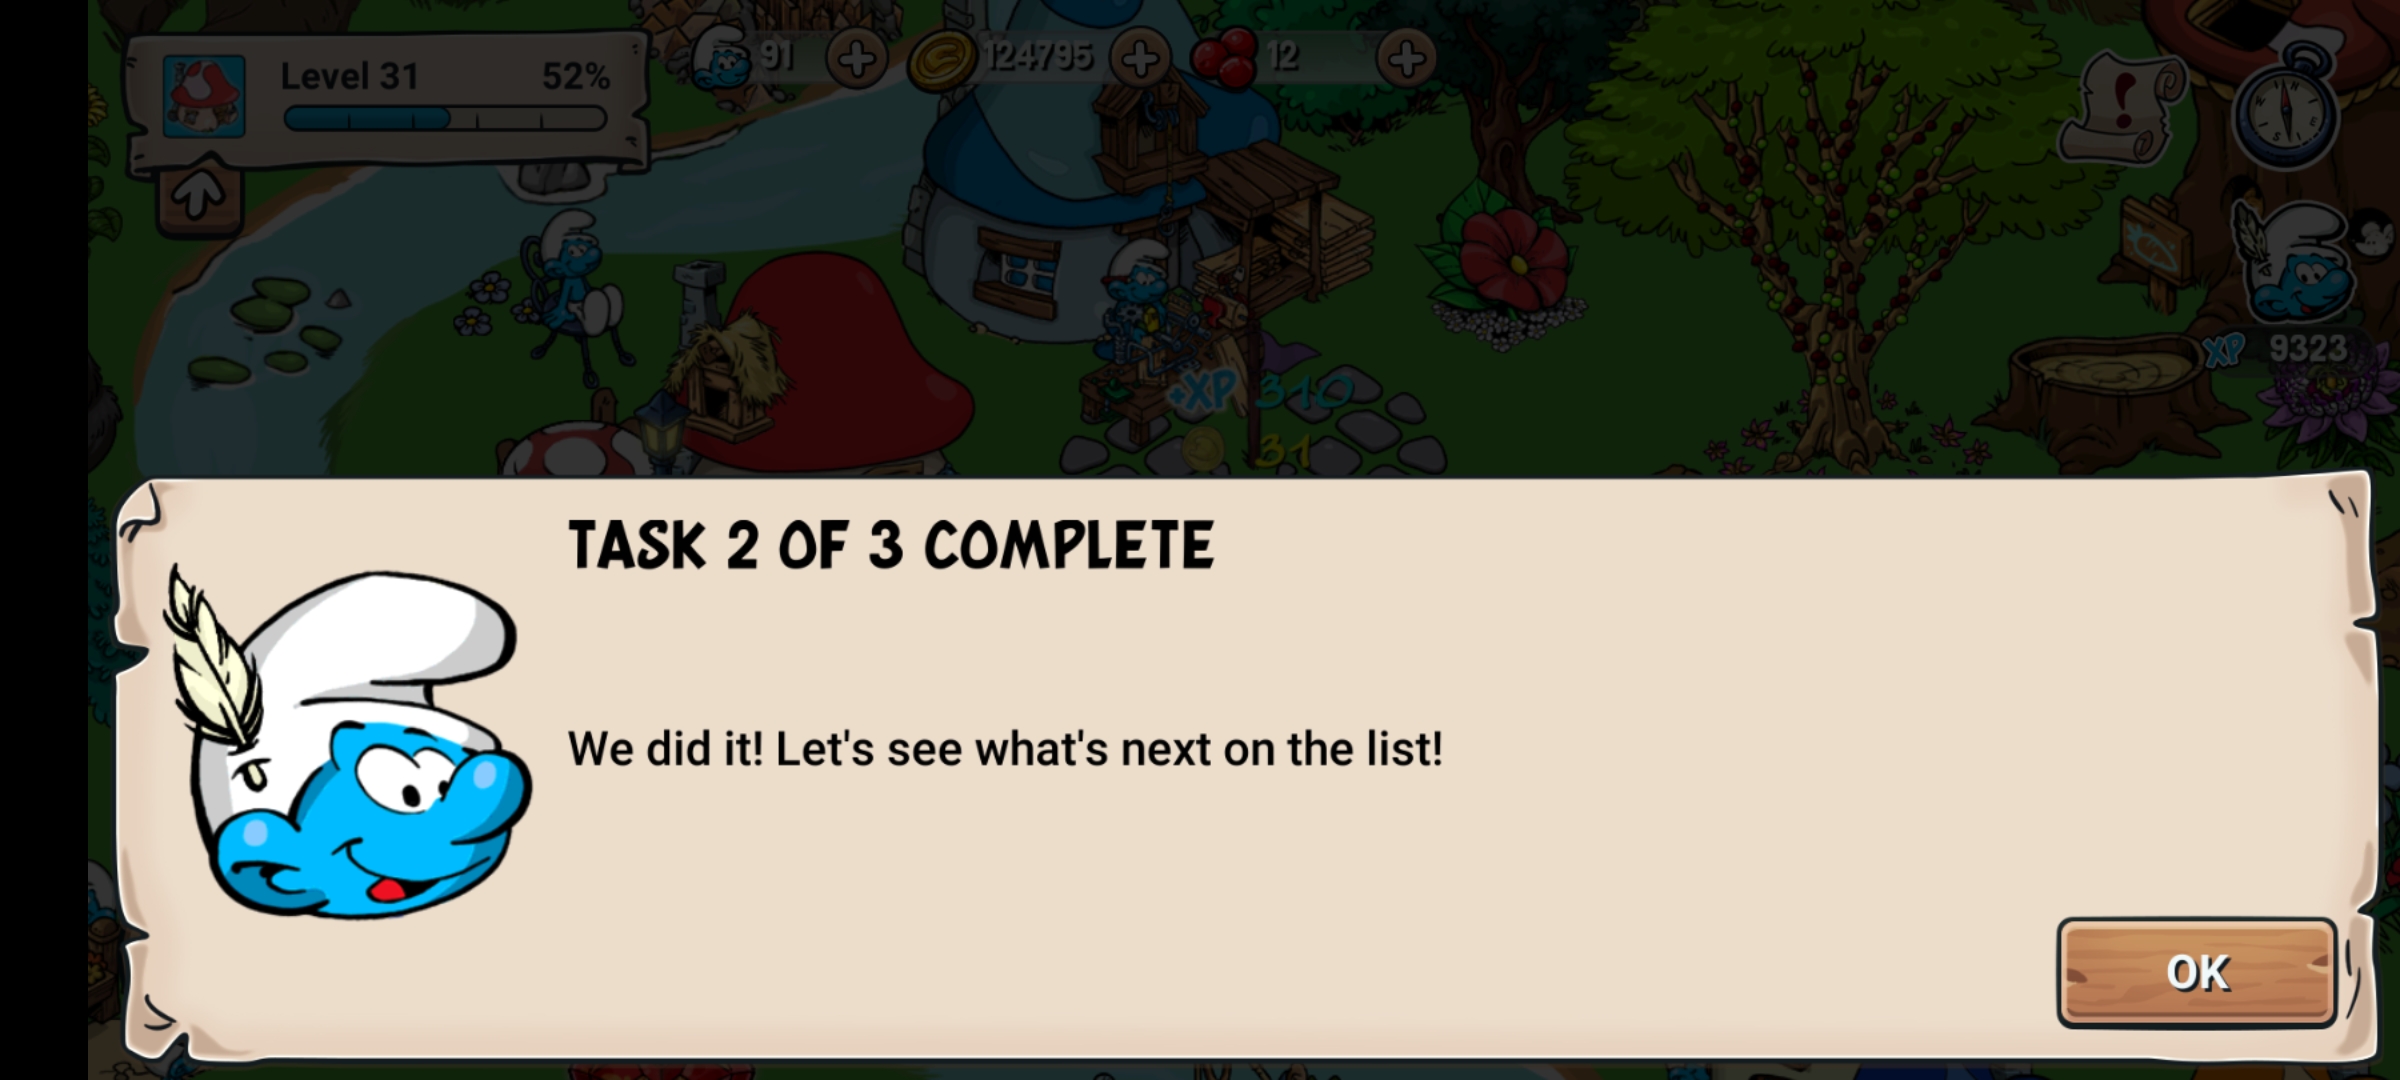 Level 31 52%
91 124795 12
XP 9323
+XP 310
31
TASK 2 OF 3 COMPLETE
We did it! Let's see what's next on the list!
OK